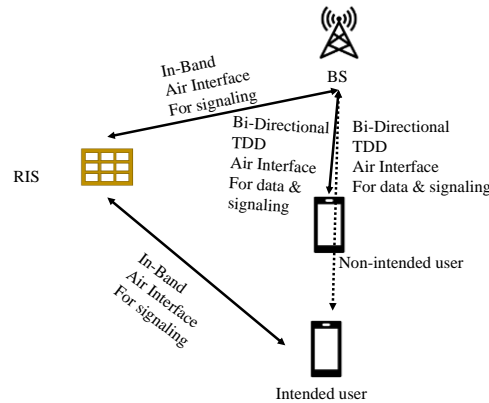 In-Band
Air Interface
For signaling
BS
Bi-Directional
TDD
Air Interface
For data &
signaling
Bi-Directional
TDD
Air Interface
For data & signaling
RIS
In-Band
Air Interface
For signaling
Non-intended user
Intended user